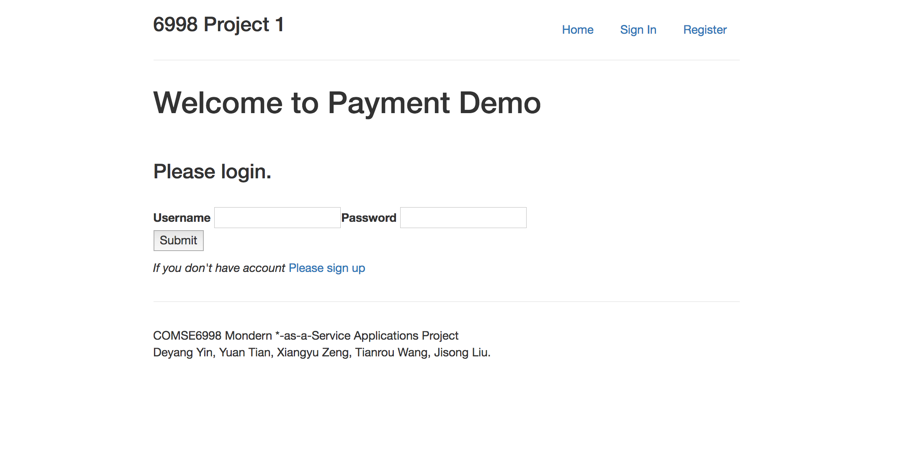 6998 Project 1
Home Sign In Register
Welcome to Payment Demo
Please login.
Username Password
Submit
If you don't have account Please sign up
COMSE6998 Mondern *-as-a-Service Applications Project
Deyang Yin, Yuan Tian, Xiangyu Zeng, Tianrou Wang, Jisong Liu.